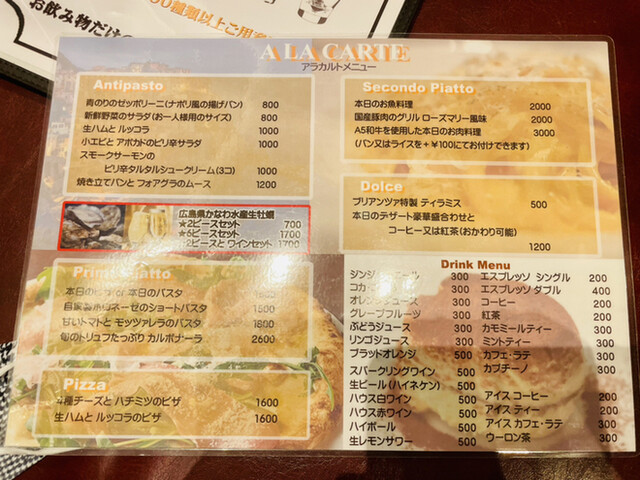 種類以上ご用意
お飲み物だけの
A LA CARTE
アラカルトメニュー
Antipasto
青のりのゼッポリーニ(ナポリ風の揚げパン) 800
新鮮野菜のサラダ(お一人様用のサイズ) 800
生ハムと ルッコラ 1000
小エビと アボカドのピリ辛サラダ 1000
スモークサーモンの
ピリ辛タルタルシュークリーム(3コ) 1000
焼き立てパンと フォアグラのムース 1200
広島県かなわ水産生牡蠣
★2ピースセット 700
★5ピースセット 1700
2ピースと ワインセット 1700
Primo Piatto
本日のピザ or 本日のパスタ
自家製ボロネーゼのショートパスタ 1500
甘いトマトと モッツァレラのパスタ 1800
旬のトリュフたっぷり カルボナーラ 2600
Pizza
4種チーズと ハチミツのピザ 1600
生ハムと ルッコラのピザ 1600
Secondo Piatto
本日のお魚料理 2000
国産豚肉のグリル ローズマリー風味 2000
A5和牛を使用した本日のお肉料理 3000
(パン又はライスを+¥100にてお付けできます)
Dolce
ブリアンツァ特製 ティラミス 500
本日のデザート豪華盛合わせと
コーヒー又は紅茶(おかわり可能)
1200
Drink Menu
ジンジャーエール 300
コカ・ 300
オレンジジュース 300
グレープフルーツ 300
ぶどうジュース 300
リンゴジュース 300
ブラッドオレンジ 500
スパークリングワイン 500
生ビール(ハイネケン) 500
ハウス白ワイン 500
ハウス赤ワイン 500
ハイボール 500
生レモンサワー 500
エスプレッソ シングル 200
エスプレッソ ダブル 400
コーヒー 200
紅茶 200
カモミールティー 300
ミントティー 300
カフェ・ラテ 300
カプチーノ 300
アイス コーヒー 200
アイス ティー 200
アイス カフェ・ラテ 300
ウーロン茶 300